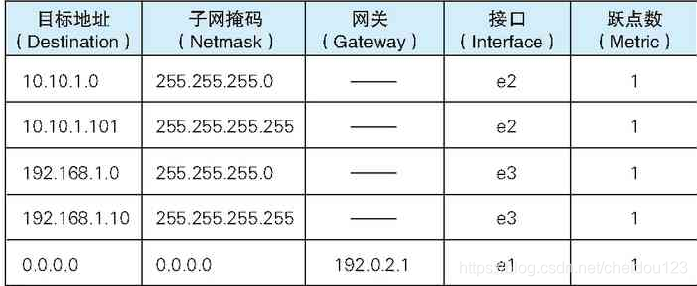 目标地址 子网掩码 网关 接口 跃点数
(Destination) (Netmask) (Gateway) (Interface) (Metric)
10.10.1.0 255.255.255.0 —— e2 1
10.10.1.101 255.255.255.255 —— e2 1
192.168.1.0 255.255.255.0 —— e3 1
192.168.1.10 255.255.255.255 —— e3 1
0.0.0.0 0.0.0.0 192.0.2.1 e1 1
https://blog.csdn.net/chetdou123